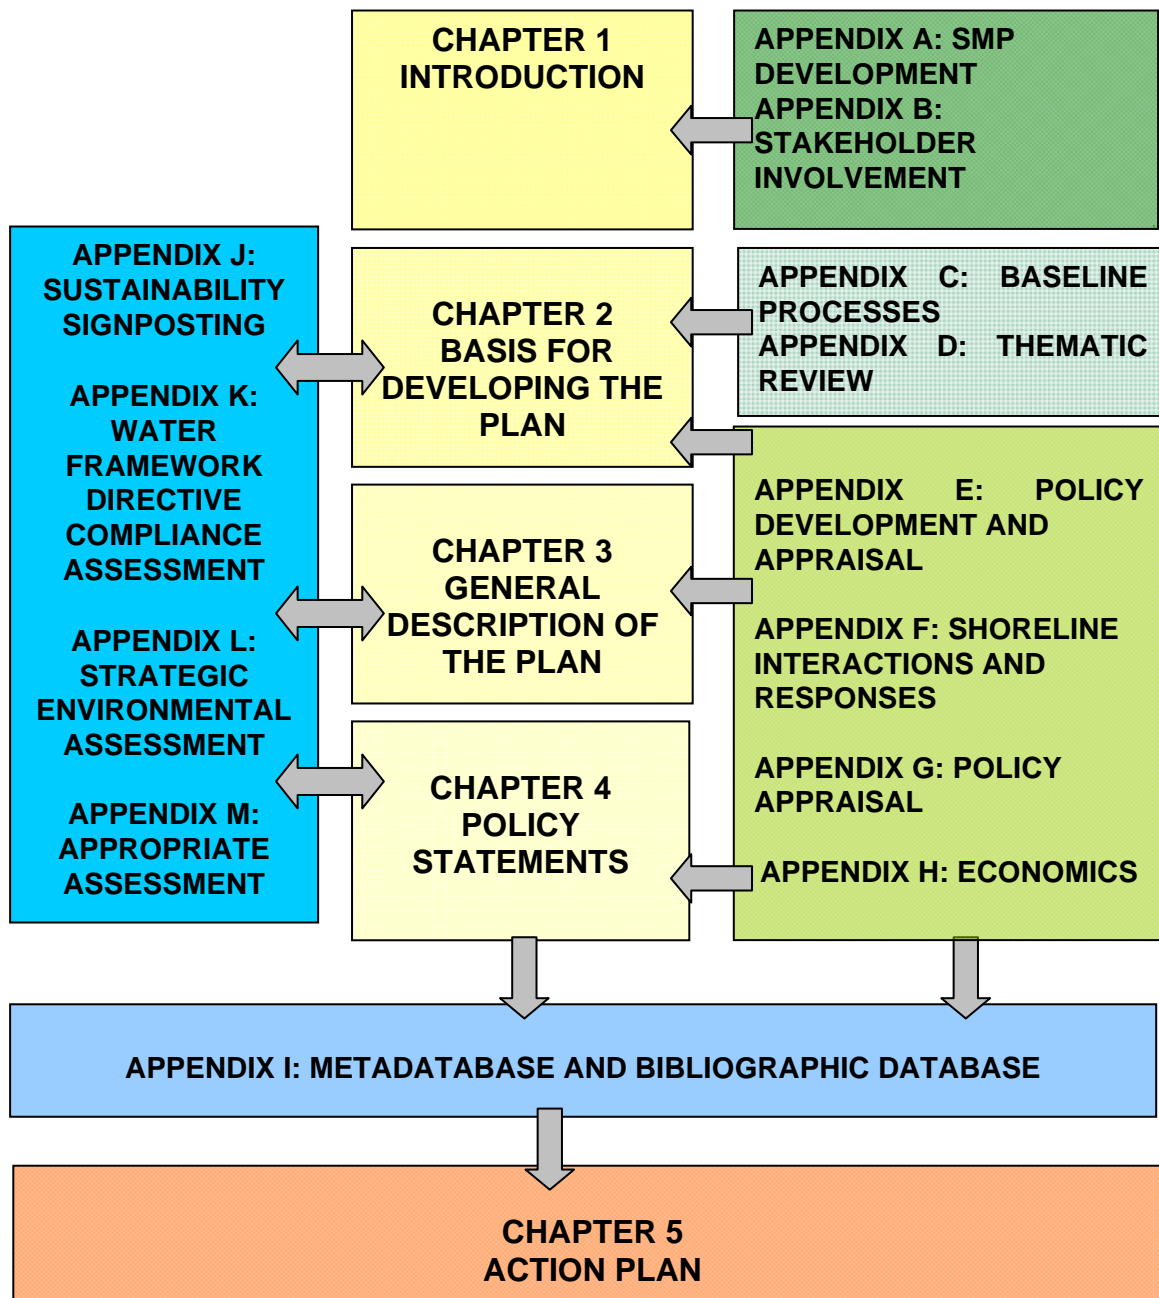 CHAPTER 1
INTRODUCTION
APPENDIX A: SMP
DEVELOPMENT
APPENDIX B:
STAKEHOLDER
INVOLVEMENT
APPENDIX J:
SUSTAINABILITY
SIGNPOSTING
APPENDIX K:
WATER
FRAMEWORK
DIRECTIVE
COMPLIANCE
ASSESSMENT
APPENDIX L:
STRATEGIC
ENVIRONMENTAL
ASSESSMENT
APPENDIX M:
APPROPRIATE
ASSESSMENT
CHAPTER 2
BASIS FOR
DEVELOPING THE
PLAN
APPENDIX C: BASELINE
PROCESSES
APPENDIX D: THEMATIC
REVIEW
CHAPTER 3
GENERAL
DESCRIPTION OF
THE PLAN
CHAPTER 4
POLICY
STATEMENTS
APPENDIX E: POLICY
DEVELOPMENT AND
APPRAISAL
APPENDIX F: SHORELINE
INTERACTIONS AND
RESPONSES
APPENDIX G: POLICY
APPRAISAL
APPENDIX H: ECONOMICS
APPENDIX I: METADATABASE AND BIBLIOGRAPHIC DATABASE
CHAPTER 5
ACTION PLAN